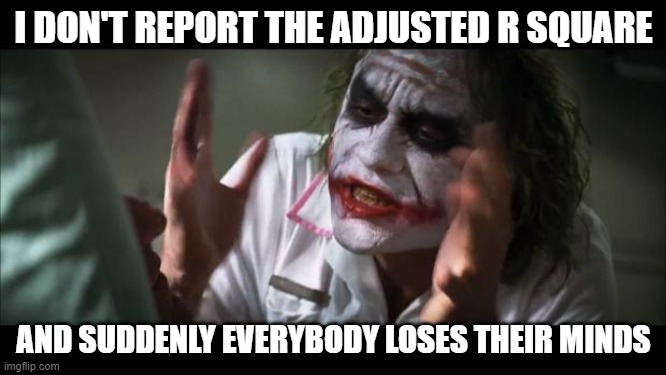 I DON'T REPORT THE ADJUSTED R SQUARE
AND SUDDENLY EVERYBODY LOSES THEIR MINDS
imgflip.com